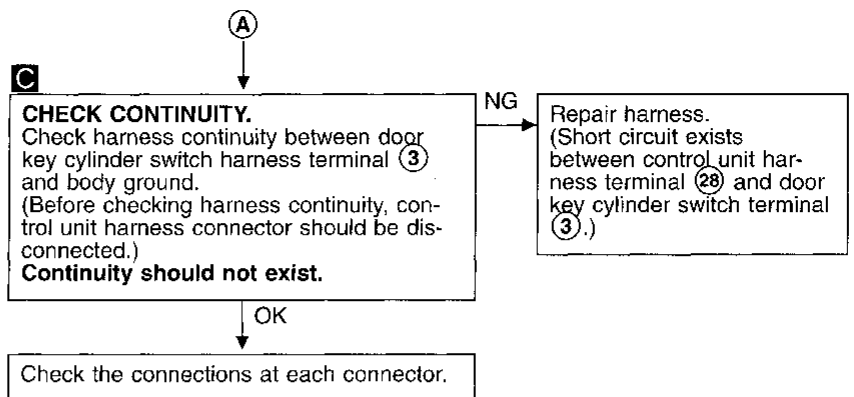 A
C
CHECK CONTINUITY.
Check harness continuity between door
key cylinder switch harness terminal ③
and body ground.
(Before checking harness continuity, con-
trol unit harness connector should be dis-
connected.)
Continuity should not exist.
NG
Repair harness.
(Short circuit exists
between control unit har-
ness terminal ㉘ and door
key cylinder switch terminal
③.)
OK
Check the connections at each connector.